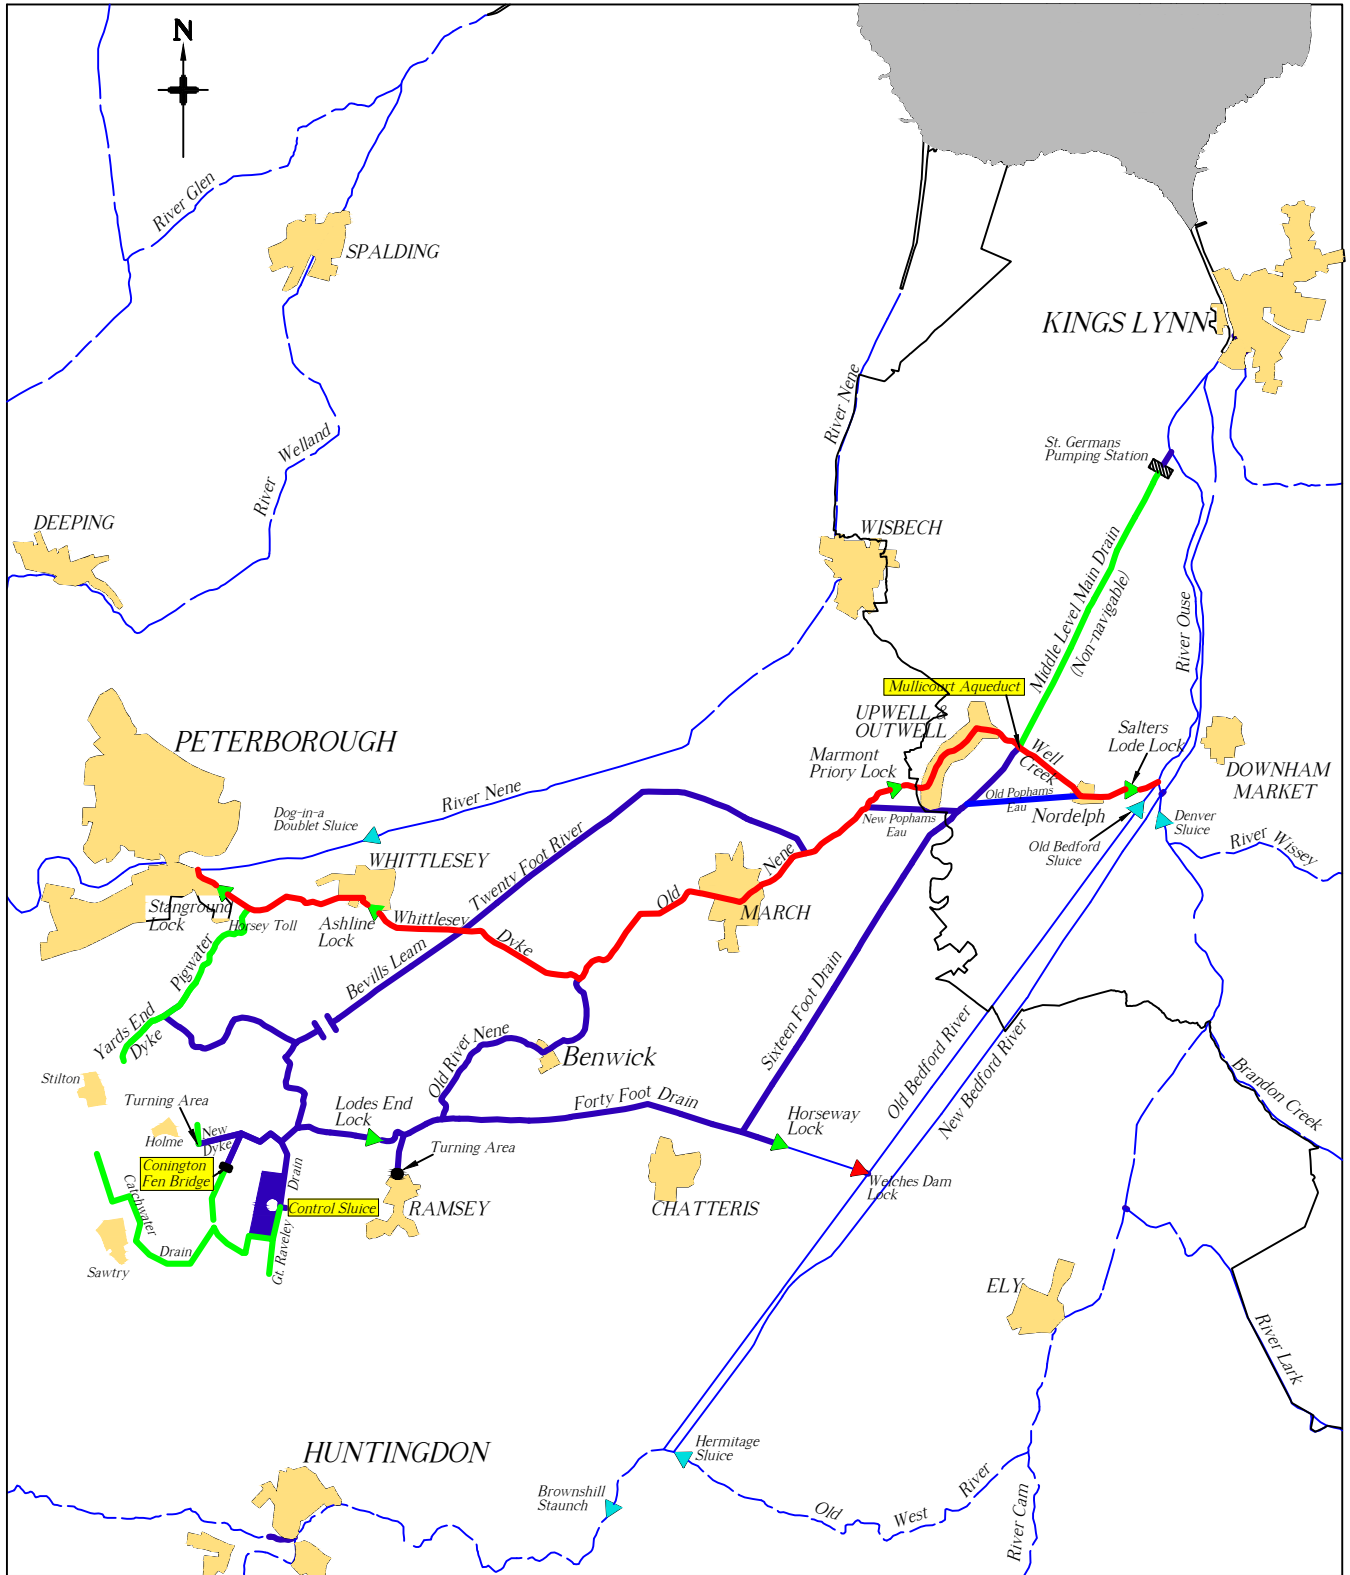 N
River Glen
SPALDING
KINGS LYNN
River Nene
River
Welland
St. Germans
Pumping Station
DEEPING
WISBECH
Middle Level Main Drain
(Non-navigable)
River Ouse
Mullicourt Aqueduct
UPWELL &
OUTWELL
PETERBOROUGH
Marmont
Priory Lock
Well
Creek
Salters
Lode Lock
DOWNHAM
MARKET
River Nene
Dog-in-a
Doublet Sluice
Old Pophams
Eau
New Pophams
Eau
Nordelph
Denver
Sluice
Old Bedford
Sluice
River
Wissey
WHITTLESEY
Twenty Foot River
Nene
Old
MARCH
Stanground
Lock
Horsey Toll
Ashline
Lock
Whittlesey
Dyke
Pigwater
Bevills Leam
Yards End
Dyke
Sixteen Foot Drain
Old River Nene
Benwick
Old Bedford River
New Bedford River
Stilton
Turning Area
Holme
New
Dyke
Lodes End
Lock
Forty Foot Drain
Horseway
Lock
Brandon Creek
Conington
Fen Bridge
Drain
Turning Area
Welches Dam
Lock
Catchwater
Drain
Control Sluice
RAMSEY
CHATTERIS
Sawtry
Gt. Raveley
ELY
River Lark
HUNTINGDON
Hermitage
Sluice
Brownshill
Staunch
Old
West
River
River Cam